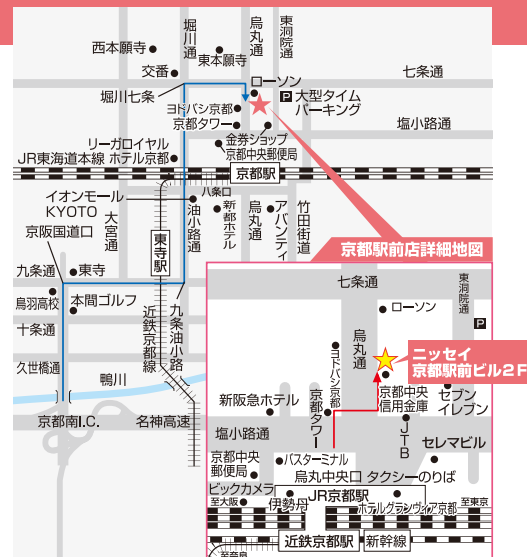 西本願寺
堀川通
東本願寺
烏丸通
東洞院通
交番
七条通
堀川七条
ローソン
P 大型タイム
パーキング
ヨドバシ京都
京都タワー
塩小路通
金券ショップ
京都中央郵便局
リーガロイヤル
ホテル京都
JR東海道本線
京都駅
八条口
イオンモール
KYOTO
大宮通
油小路通
新都ホテル
烏丸通
アバンティ
竹田街道
京阪国道口
東寺駅
九条通
東寺
鳥羽高校
本間ゴルフ
十条通
近鉄京都線
九条油小路
久世橋通
鴨川
京都南I.C.
名神高速
京都駅前店詳細地図
七条通
ローソン
東洞院通
P
烏丸通
ヨドバシ京都
ニッセイ
京都駅前ビル2F
京都中央
信用金庫
セブン
イレブン
新阪急ホテル
京都タワー
JTB
塩小路通
セレマビル
京都中央
郵便局
バスターミナル
烏丸中央口
タクシーのりば
ビックカメラ
JR京都駅
至大阪
伊勢丹
ホテルグランヴィア京都
至東京
近鉄京都駅
新幹線
至奈良